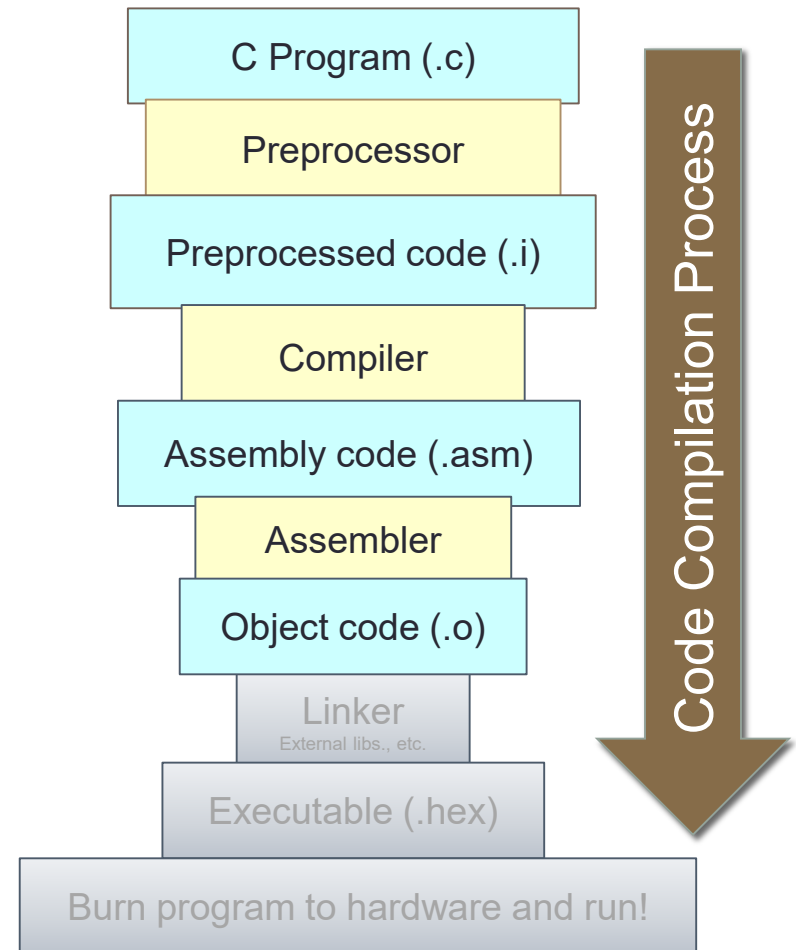 C Program (.c)
Preprocessor
Preprocessed code (.i)
Compiler
Assembly code (.asm)
Assembler
Object code (.o)
Linker
External libs., etc.
Executable (.hex)
Burn program to hardware and run!
Code Compilation Process